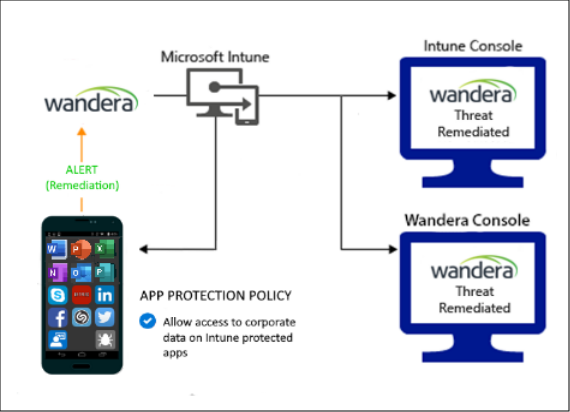 Microsoft Intune
Intune Console
wandera
wandera
Threat
Remediated
ALERT
(Remediation)
Wandera Console
wandera
Threat
Remediated
W P X
N O P
S in
f
APP PROTECTION POLICY
Allow access to corporate
data on Intune protected
apps